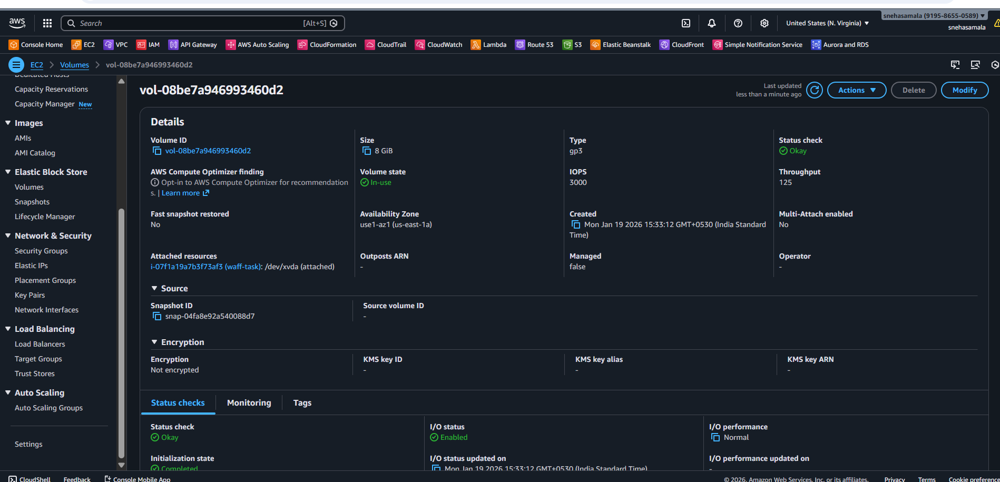 aws
Search
[Alt+S]
United States (N. Virginia)
snehasamala (9195-8655-0589)
snehasamala
Console Home
EC2
VPC
IAM
API Gateway
AWS Auto Scaling
CloudFormation
CloudTrail
CloudWatch
Lambda
Route 53
S3
Elastic Beanstalk
CloudFront
Simple Notification Service
Aurora and RDS
EC2
Volumes
vol-08be7a946993460d2
Dedicated Hosts
Capacity Reservations
Capacity Manager New
Images
AMIs
AMI Catalog
Elastic Block Store
Volumes
Snapshots
Lifecycle Manager
Network & Security
Security Groups
Elastic IPs
Placement Groups
Key Pairs
Network Interfaces
Load Balancing
Load Balancers
Target Groups
Trust Stores
Auto Scaling
Auto Scaling Groups
Settings
vol-08be7a946993460d2
Last updated
less than a minute ago
Actions
Delete
Modify
Details
Volume ID
vol-08be7a946993460d2
Size
8 GiB
Type
gp3
Status check
Okay
AWS Compute Optimizer finding
Opt-in to AWS Compute Optimizer for recommendation
s. | Learn more
Volume state
In-use
IOPS
3000
Throughput
125
Fast snapshot restored
No
Availability Zone
use1-az1 (us-east-1a)
Created
Mon Jan 19 2026 15:33:12 GMT+0530 (India Standard
Time)
Multi-Attach enabled
No
Attached resources
i-07f1a19a7b3f73af3 (waff-task): /dev/xvda (attached)
Outposts ARN
-
Managed
false
Operator
-
Source
Snapshot ID
snap-04fa8e92a540088d7
Source volume ID
-
Encryption
Encryption
Not encrypted
KMS key ID
-
KMS key alias
-
KMS key ARN
-
Status checks
Monitoring
Tags
Status check
Okay
I/O status
Enabled
I/O performance
Normal
Initialization state
Completed
I/O status updated on
Mon Jan 19 2026 15:33:12 GMT+0530 (India Standard Time)
I/O performance updated on
-
CloudShell
Feedback
Console Mobile App
© 2026, Amazon Web Services, Inc. or its affiliates.
Privacy
Terms
Cookie preference